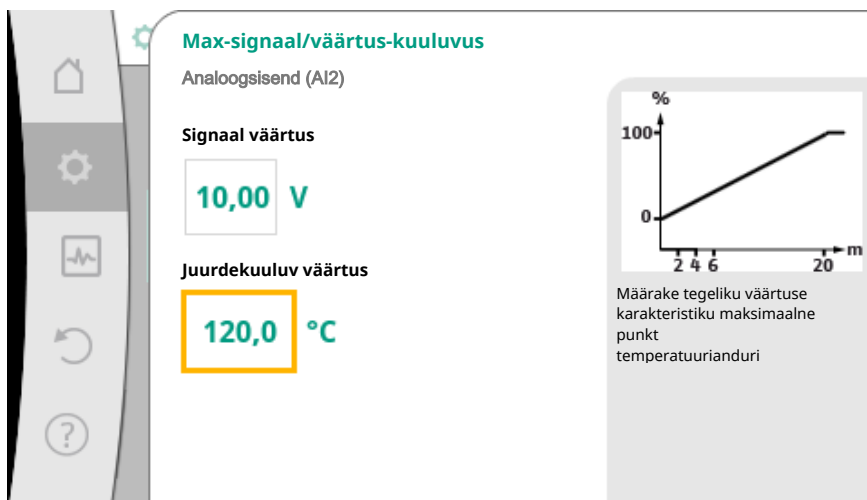 Max-signaal/väärtus-kuuluvus
Analoogsisend (AI2)
Signaal väärtus
10,00 V
Juurdekuuluv väärtus
120,0 °C
%
100
0
2 4 6 20
m
Määrake tegeliku väärtuse
karakteristiku maksimaalne
punkt
temperatuurianduri
?